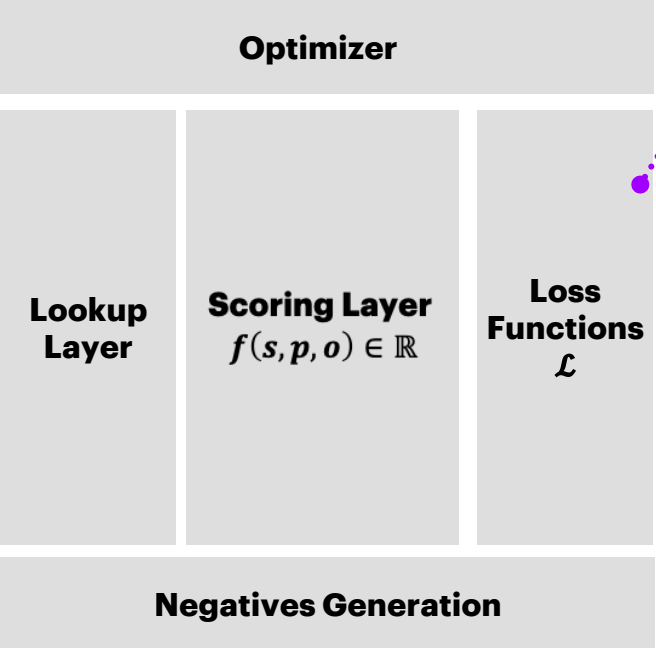 Optimizer
Lookup
Layer
Scoring Layer
f(s, p, o) ∈ ℝ
Loss
Functions
ℒ
Negatives Generation